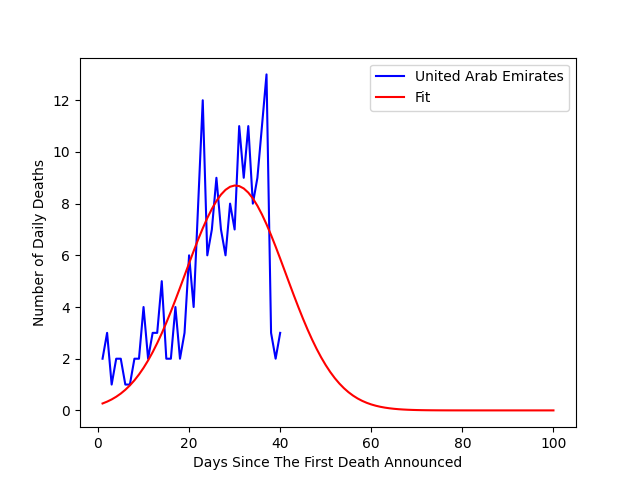 United Arab Emirates
Fit
12
10
8
6
4
2
0
Number of Daily Deaths
0 20 40 60 80 100
Days Since The First Death Announced